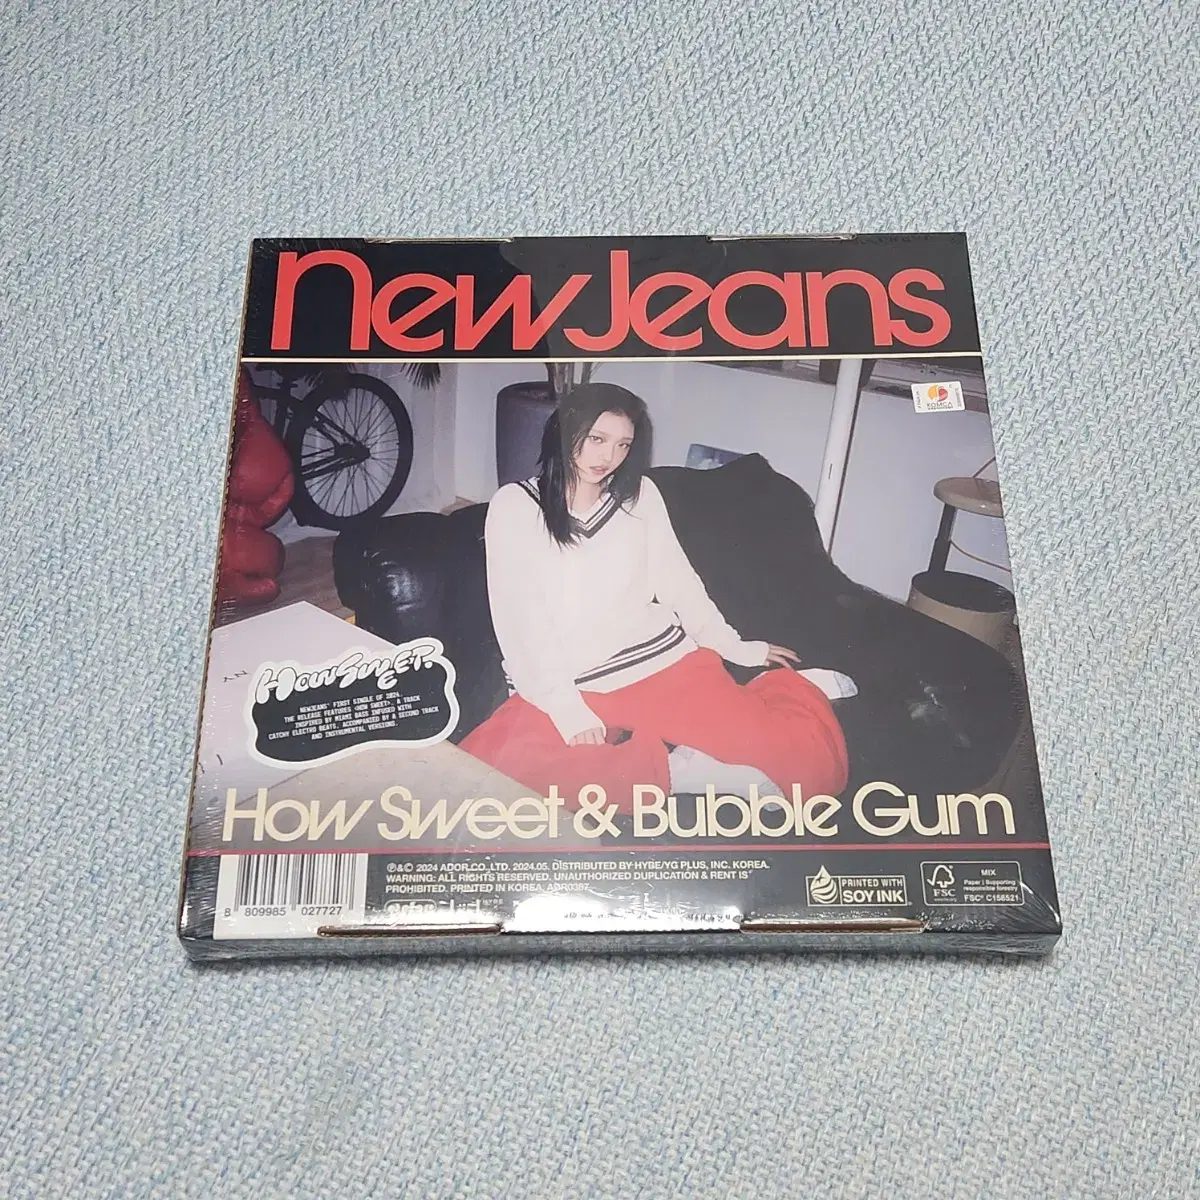 NewJeans
KOMCA
HOW SWEET E.P.
NEWJEANS' FIRST SINGLE OF 2024.
THE RELEASE FEATURES <HOW SWEET>, A TRACK
INSPIRED BY MIAMI BASS INFUSED WITH
CATCHY ELECTRO BEATS. ACCOMPANIED BY A SECOND TRACK
AND INSTRUMENTAL VERSIONS.
How Sweet & Bubble Gum
℗&© 2024 ADOR.CO.,LTD. 2024.05. DISTRIBUTED BY HYBE/YG PLUS, INC. KOREA.
WARNING: ALL RIGHTS RESERVED. UNAUTHORIZED DUPLICATION & RENT IS
PROHIBITED. PRINTED IN KOREA. ADR0387
8 809985 027727
PRINTED WITH
SOY INK
FSC
MIX
Paper | Supporting
responsible forestry
FSC® C158521